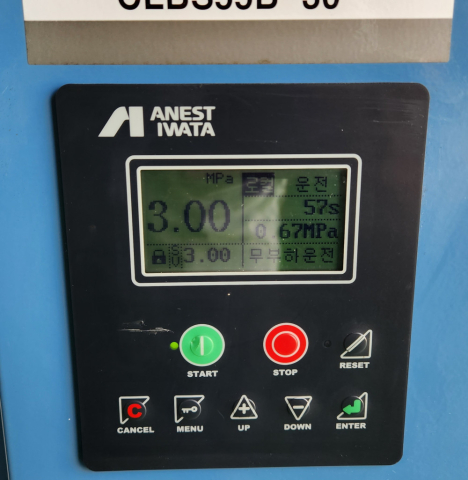 ANEST
IWATA
MPa
운전
3.00
57s
0.67MPa
3.00
무부하운전
START
STOP
RESET
C
CANCEL
MENU
UP
DOWN
ENTER